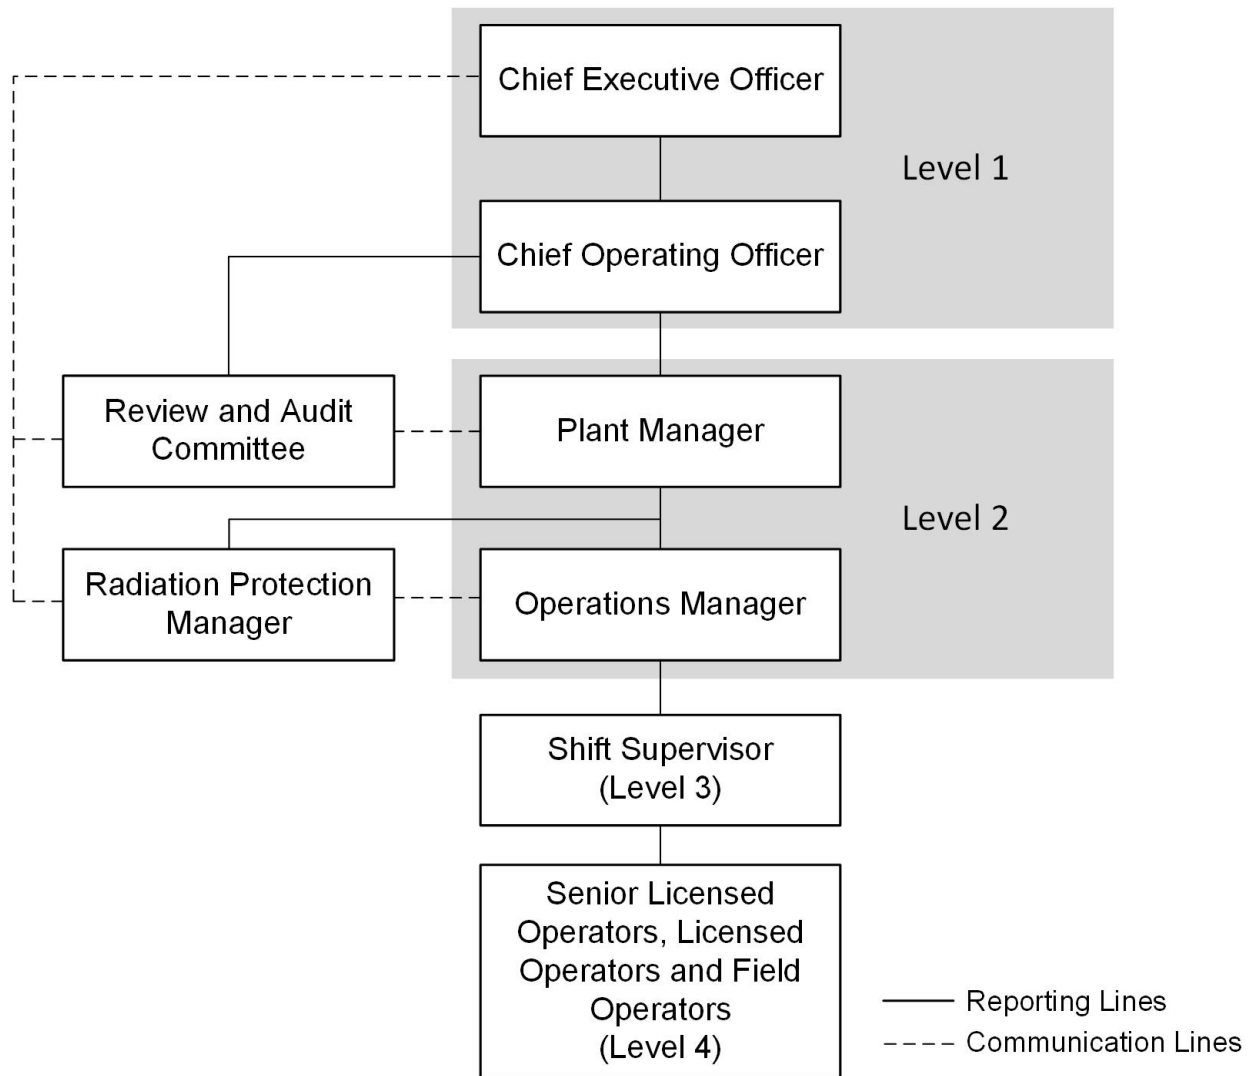 Chief Executive Officer
Level 1
Chief Operating Officer
Review and Audit
Committee
Plant Manager
Level 2
Radiation Protection
Manager
Operations Manager
Shift Supervisor
(Level 3)
Senior Licensed
Operators, Licensed
Operators and Field
Operators
(Level 4)
Reporting Lines
Communication Lines